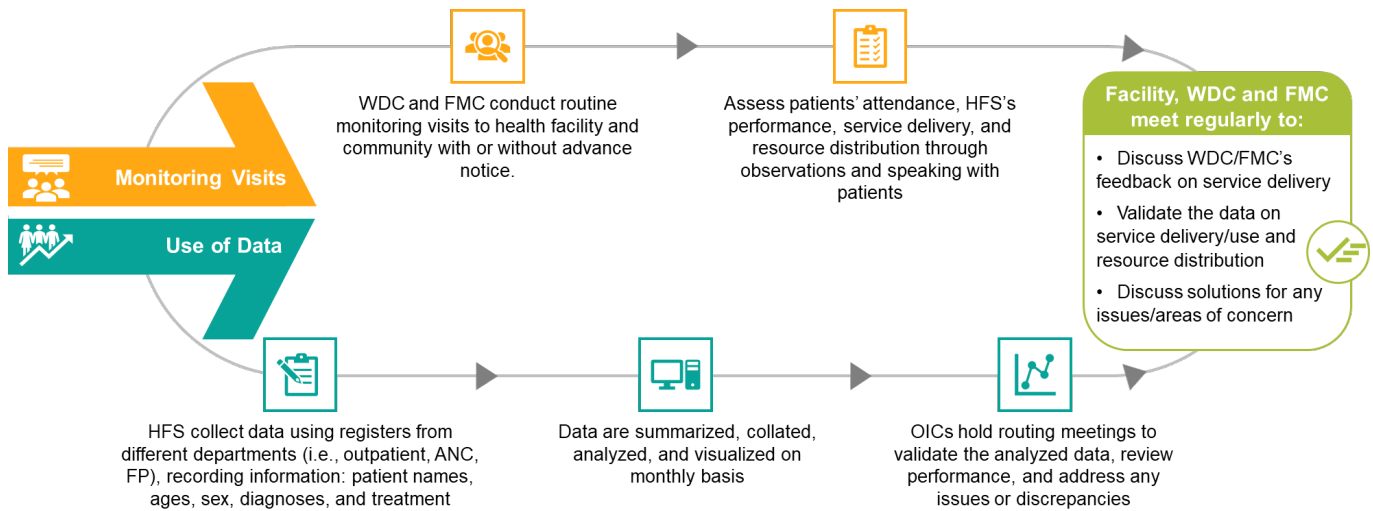 Monitoring Visits
WDC and FMC conduct routine
monitoring visits to health facility and
community with or without advance
notice.
Assess patients' attendance, HFS's
performance, service delivery, and
resource distribution through
observations and speaking with
patients
Use of Data
HFS collect data using registers from
different departments (i.e., outpatient, ANC,
FP), recording information: patient names,
ages, sex, diagnoses, and treatment
Data are summarized, collated,
analyzed, and visualized on
monthly basis
OICs hold routing meetings to
validate the analyzed data, review
performance, and address any
issues or discrepancies
Facility, WDC and FMC
meet regularly to:
• Discuss WDC/FMC's
feedback on service delivery
• Validate the data on
service delivery/use and
resource distribution
• Discuss solutions for any
issues/areas of concern